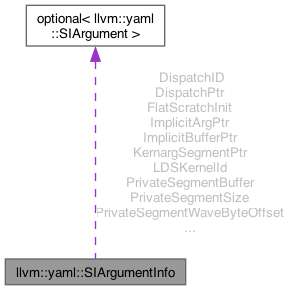 optional< llvm::yaml
::SIArgument >
DispatchID
DispatchPtr
FlatScratchInit
ImplicitArgPtr
ImplicitBufferPtr
KernargSegmentPtr
LDSKernelId
PrivateSegmentBuffer
PrivateSegmentSize
PrivateSegmentWaveByteOffset
...
llvm::yaml::SIArgumentInfo